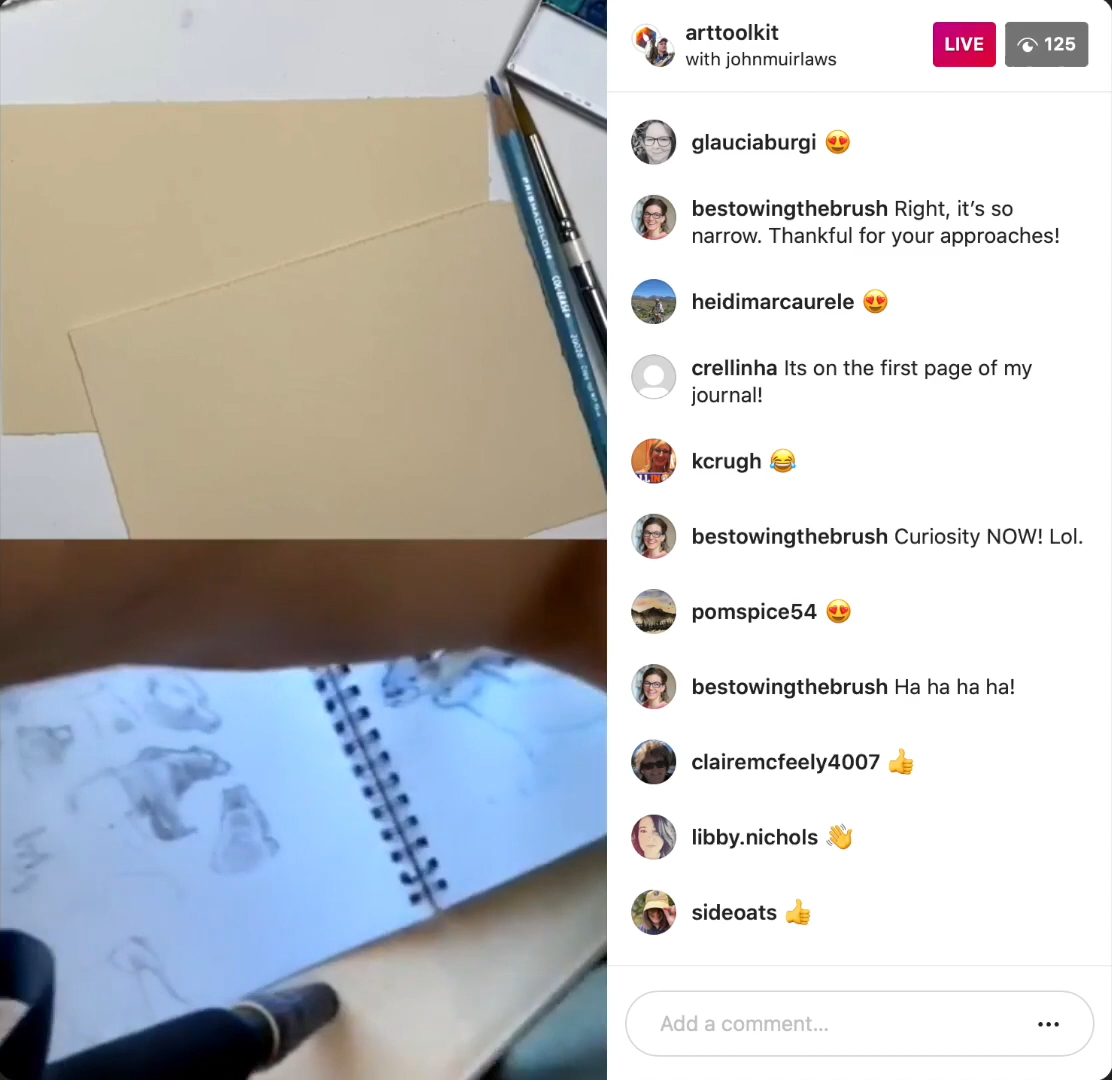 arttoolkit
with johnmuirlaws
LIVE
125
glauciaburgi 😍
bestowingthebrush Right, it’s so
narrow. Thankful for your approaches!
heidimarcaurele 😍
crellinha Its on the first page of my
journal!
kcrugh 😂
bestowingthebrush Curiosity NOW! Lol.
pomspice54 😍
bestowingthebrush Ha ha ha ha!
clairemcfeely4007 👍
libby.nichols 👋
sideoats 👍
Add a comment...
PRISMACOLOR
COL-ERASE